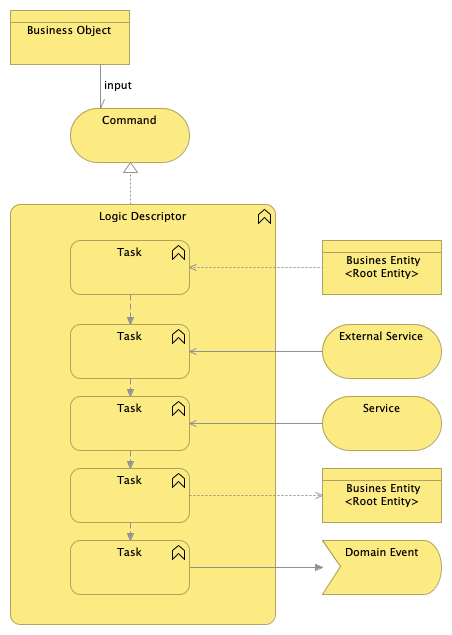 Business Object
input
Command
Logic Descriptor
Task
Busines Entity
<Root Entity>
Task
External Service
Task
Service
Task
Busines Entity
<Root Entity>
Task
Domain Event